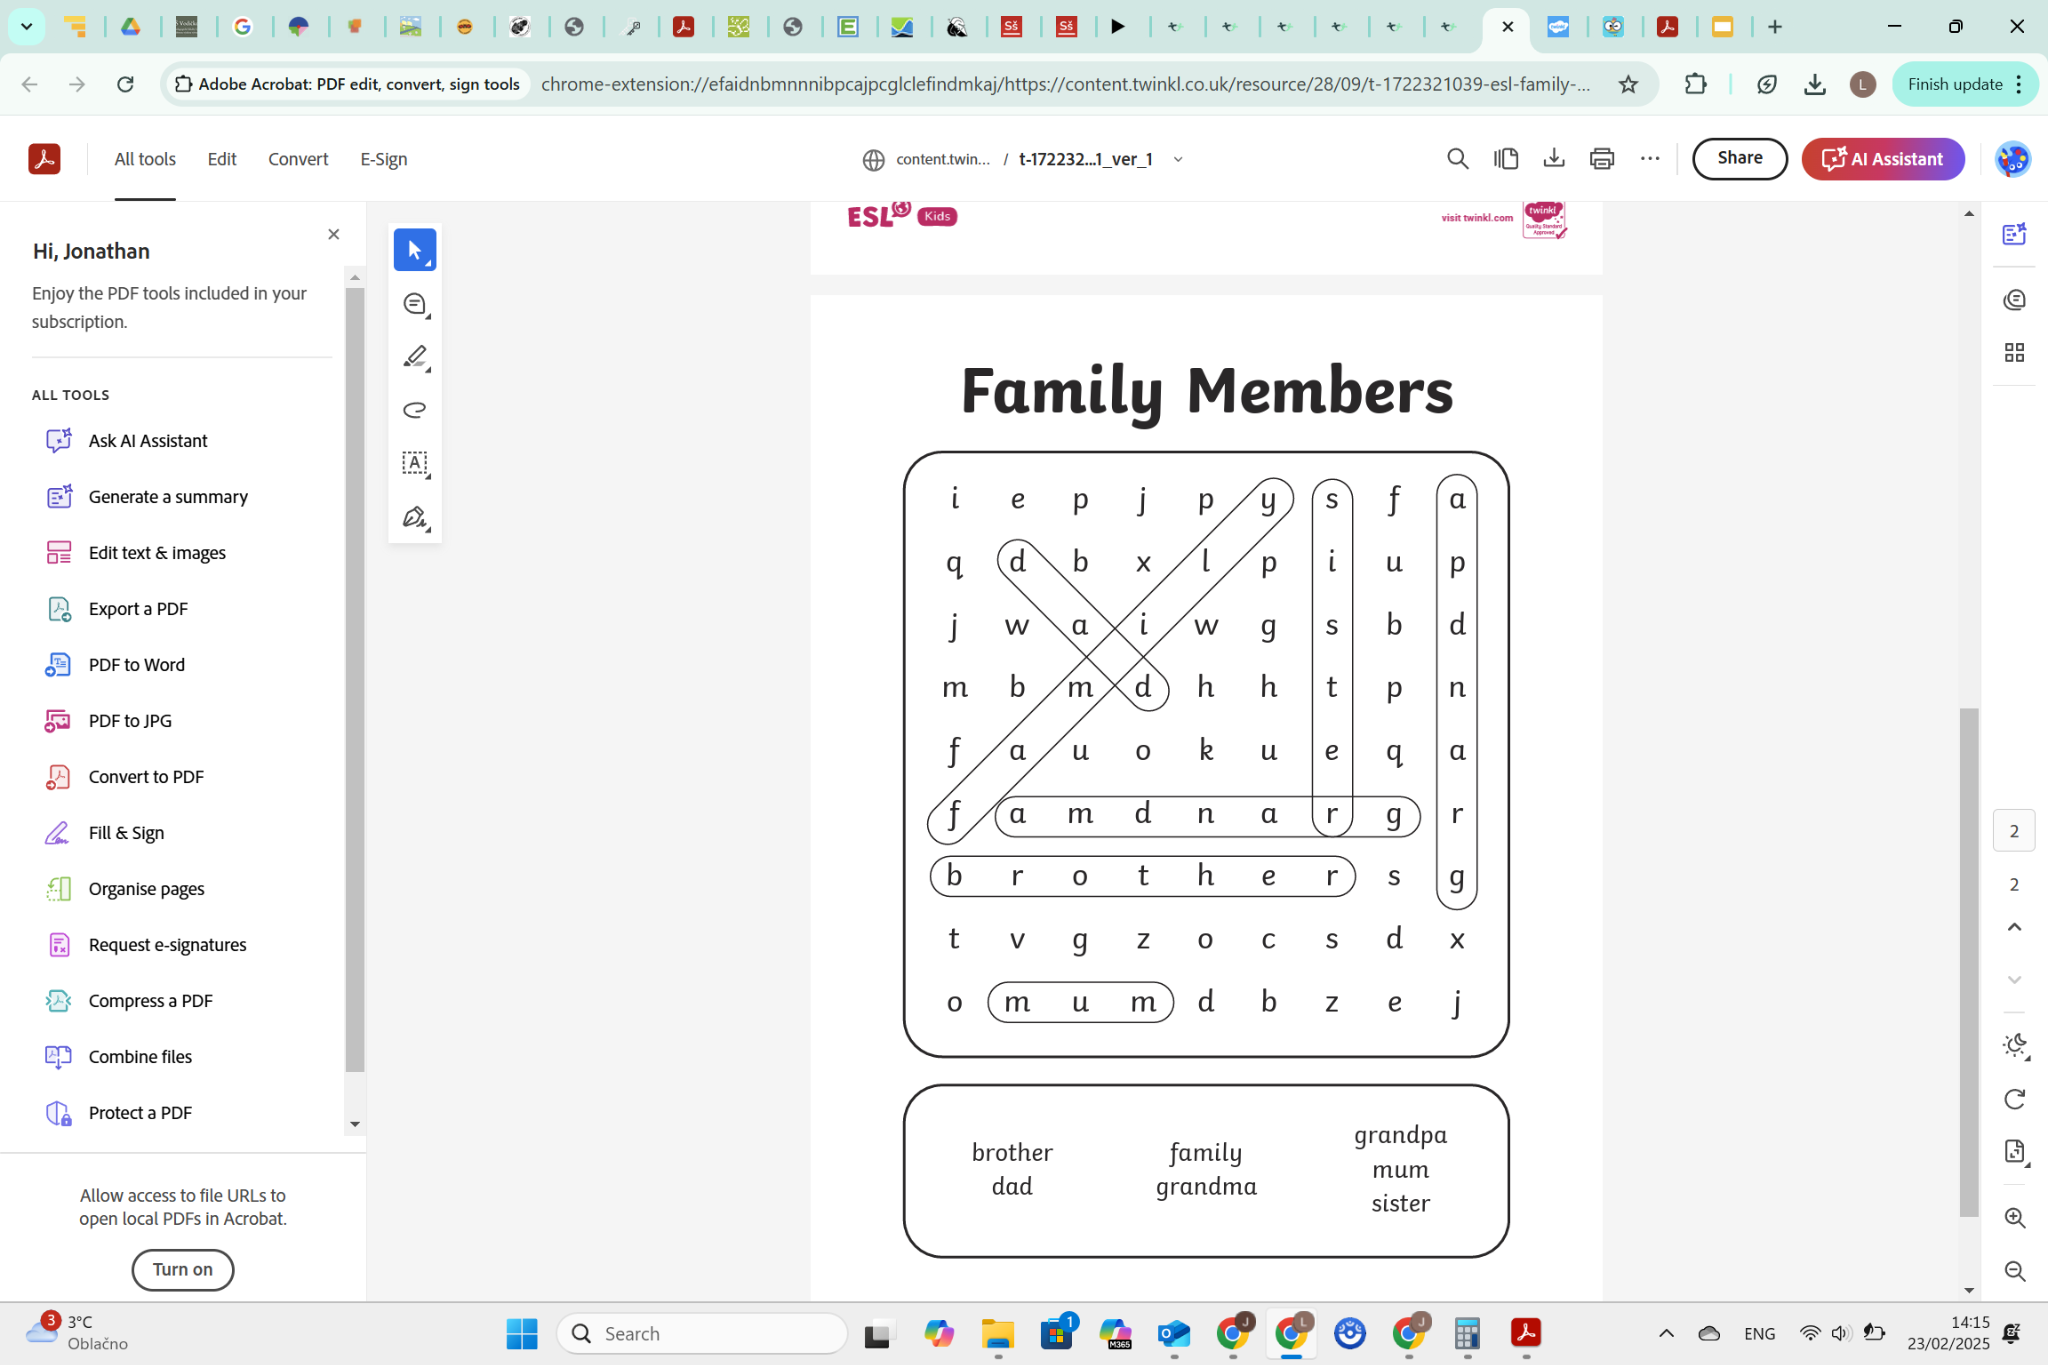 Adobe Acrobat: PDF edit, convert, sign tools
chrome-extension://efaidnbmnnnibpcajpcglclefindmkaj/https://content.twinkl.co.uk/resource/28/09/t-1722321039-esl-family-...
L
Finish update
All tools
Edit
Convert
E-Sign
content.twin... / t-172232...1_ver_1
Share
AI Assistant
Hi, Jonathan
Enjoy the PDF tools included in your
subscription.
ALL TOOLS
Ask AI Assistant
Generate a summary
Edit text & images
Export a PDF
PDF to Word
PDF to JPG
Convert to PDF
Fill & Sign
Organise pages
Request e-signatures
Compress a PDF
Combine files
Protect a PDF
Allow access to file URLs to
open local PDFs in Acrobat.
Turn on
ESL Kids
visit twinkl.com
twinkl
Quality Standard
Approved
Family Members
i e p j p y s f a
q d b x l p i u p
j w a i w g s b d
m b m d h h t p n
f a u o k u e q a
f a m d n a r g r
b r o t h e r s g
t v g z o c s d x
o m u m d b z e j
brother
dad
family
grandma
grandpa
mum
sister
2
2
3
3°C
Oblačno
Search
1
M365
J
L
J
ENG
14:15
23/02/2025